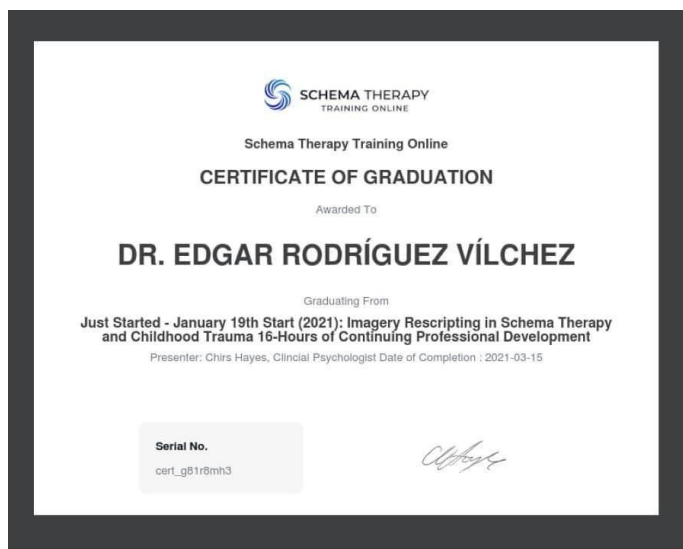 SCHEMA THERAPY
TRAINING ONLINE
Schema Therapy Training Online
CERTIFICATE OF GRADUATION
Awarded To
DR. EDGAR RODRÍGUEZ VÍLCHEZ
Graduating From
Just Started - January 19th Start (2021): Imagery Rescripting in Schema Therapy
and Childhood Trauma 16-Hours of Continuing Professional Development
Presenter: Chirs Hayes, Clincial Psychologist Date of Completion : 2021-03-15
Serial No.
cert_g81r8mh3